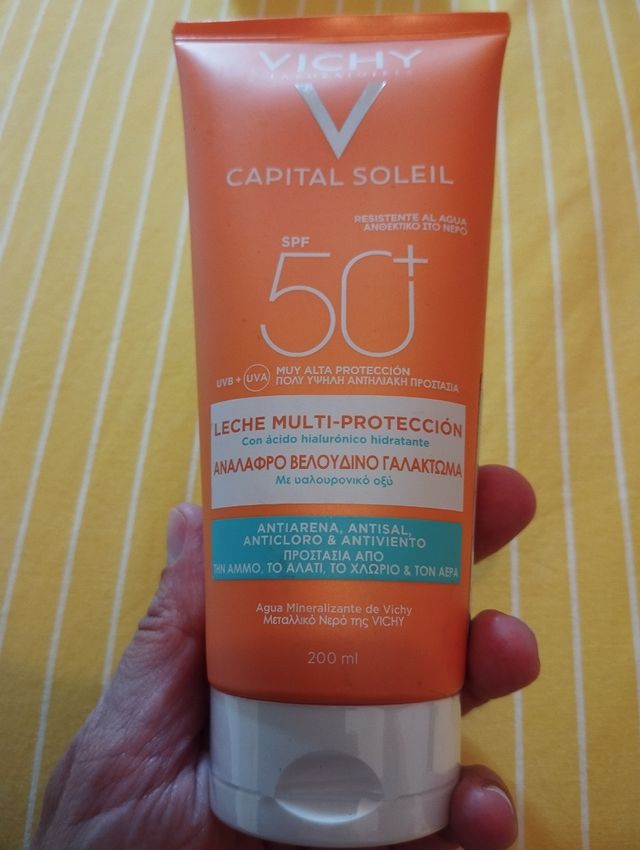 VICHY
LABORATOIRES
CAPITAL SOLEIL
RESISTENTE AL AGUA
ΑΝΘΕΚΤΙΚΟ ΣΤΟ ΝΕΡΟ
SPF
50+
UVB + UVA
MUY ALTA PROTECCIÓN
ΠΟΛΥ ΥΨΗΛΗ ΑΝΤΗΛΙΑΚΗ ΠΡΟΣΤΑΣΙΑ
LECHE MULTI-PROTECCIÓN
Con ácido hialurónico hidratante
ΑΝΑΛΑΦΡΟ ΒΕΛΟΥΔΙΝΟ ΓΑΛΑΚΤΩΜΑ
Με υαλουρονικό οξύ
ANTIARENA, ANTISAL,
ANTICLORO & ANTIVIENTO
ΠΡΟΣΤΑΣΙΑ ΑΠΟ
ΤΗΝ ΑΜΜΟ, ΤΟ ΑΛΑΤΙ, ΤΟ ΧΛΩΡΙΟ & ΤΟΝ ΑΕΡΑ
Agua Mineralizante de Vichy
Μεταλλικό Νερό της VICHY
200 ml